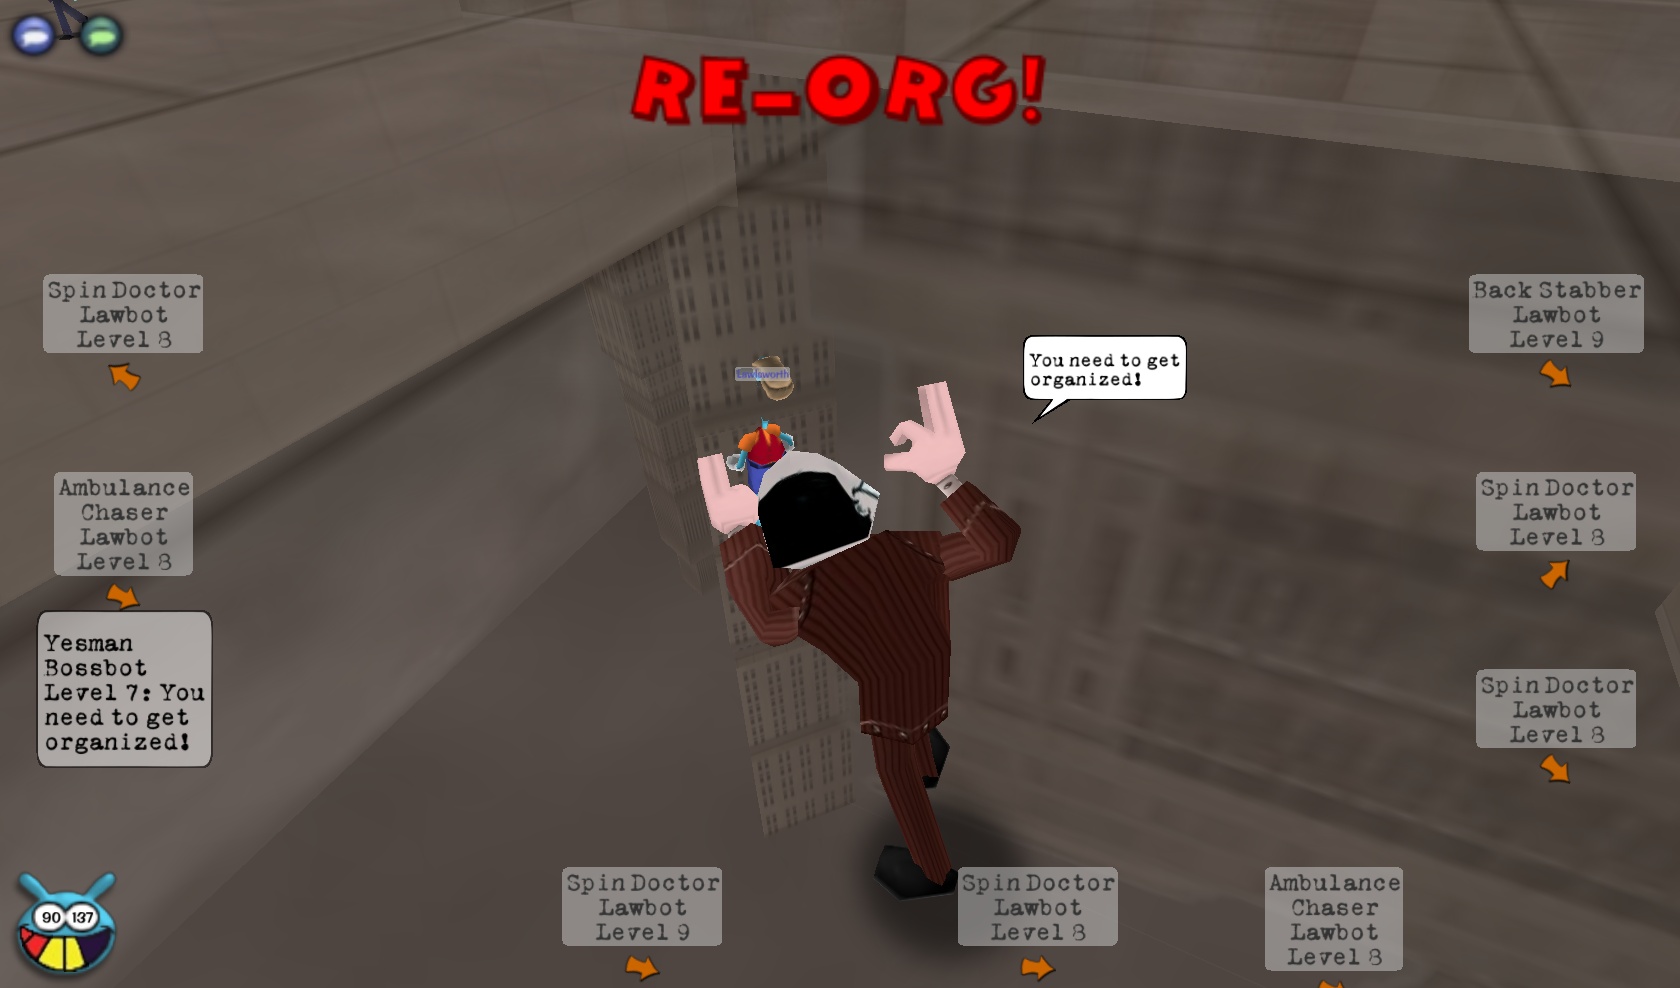 RE-ORG!
Spin Doctor
Lawbot
Level 8
Back Stabber
Lawbot
Level 9
You need to get
organized!
Ambulance
Chaser
Lawbot
Level 8
Spin Doctor
Lawbot
Level 8
Yesman
Bossbot
Level 7: You
need to get
organized!
Spin Doctor
Lawbot
Level 8
Spin Doctor
Lawbot
Level 9
Spin Doctor
Lawbot
Level 8
Ambulance
Chaser
Lawbot
Level 8
90 137